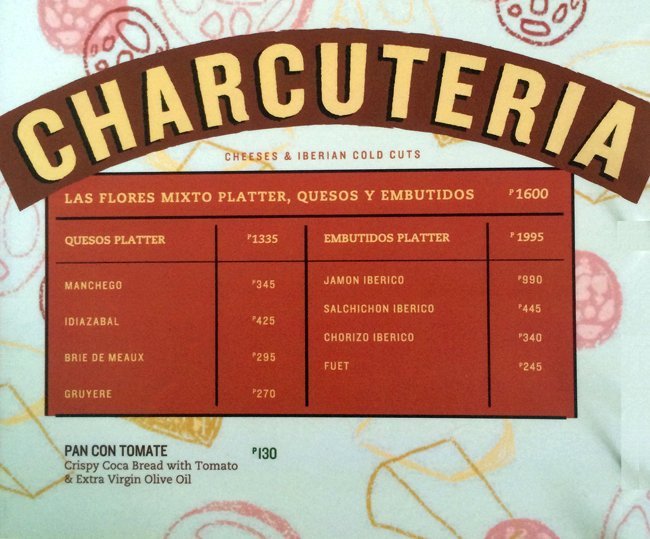 CHARCUTERIA
CHEESES & IBERIAN COLD CUTS
LAS FLORES MIXTO PLATTER, QUESOS Y EMBUTIDOS ₱1600
QUESOS PLATTER ₱1335
MANCHEGO ₱345
IDIAZABAL ₱425
BRIE DE MEAUX ₱295
GRUYERE ₱270
EMBUTIDOS PLATTER ₱1995
JAMON IBERICO ₱990
SALCHICHON IBERICO ₱445
CHORIZO IBERICO ₱340
FUET ₱245
PAN CON TOMATE ₱130
Crispy Coca Bread with Tomato
& Extra Virgin Olive Oil